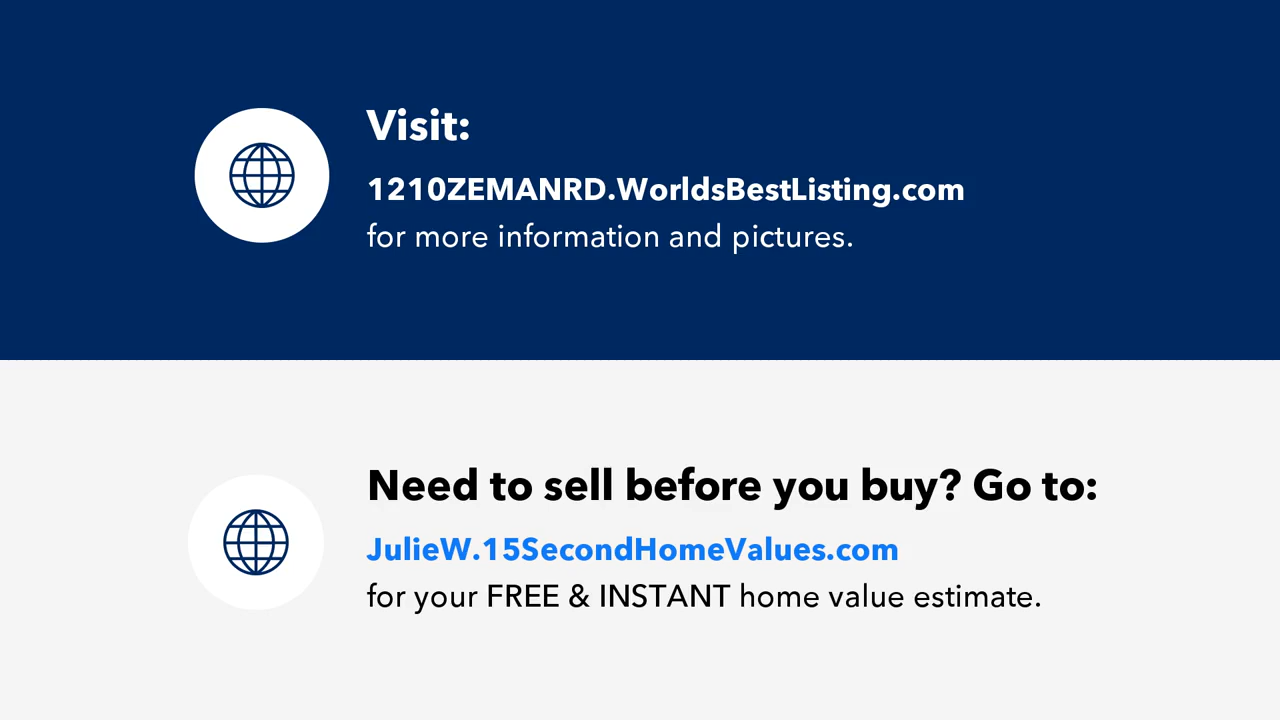 Visit:
1210ZEMANRD.WorldsBestListing.com
for more information and pictures.
Need to sell before you buy? Go to:
JulieW.15SecondHomeValues.com
for your FREE & INSTANT home value estimate.